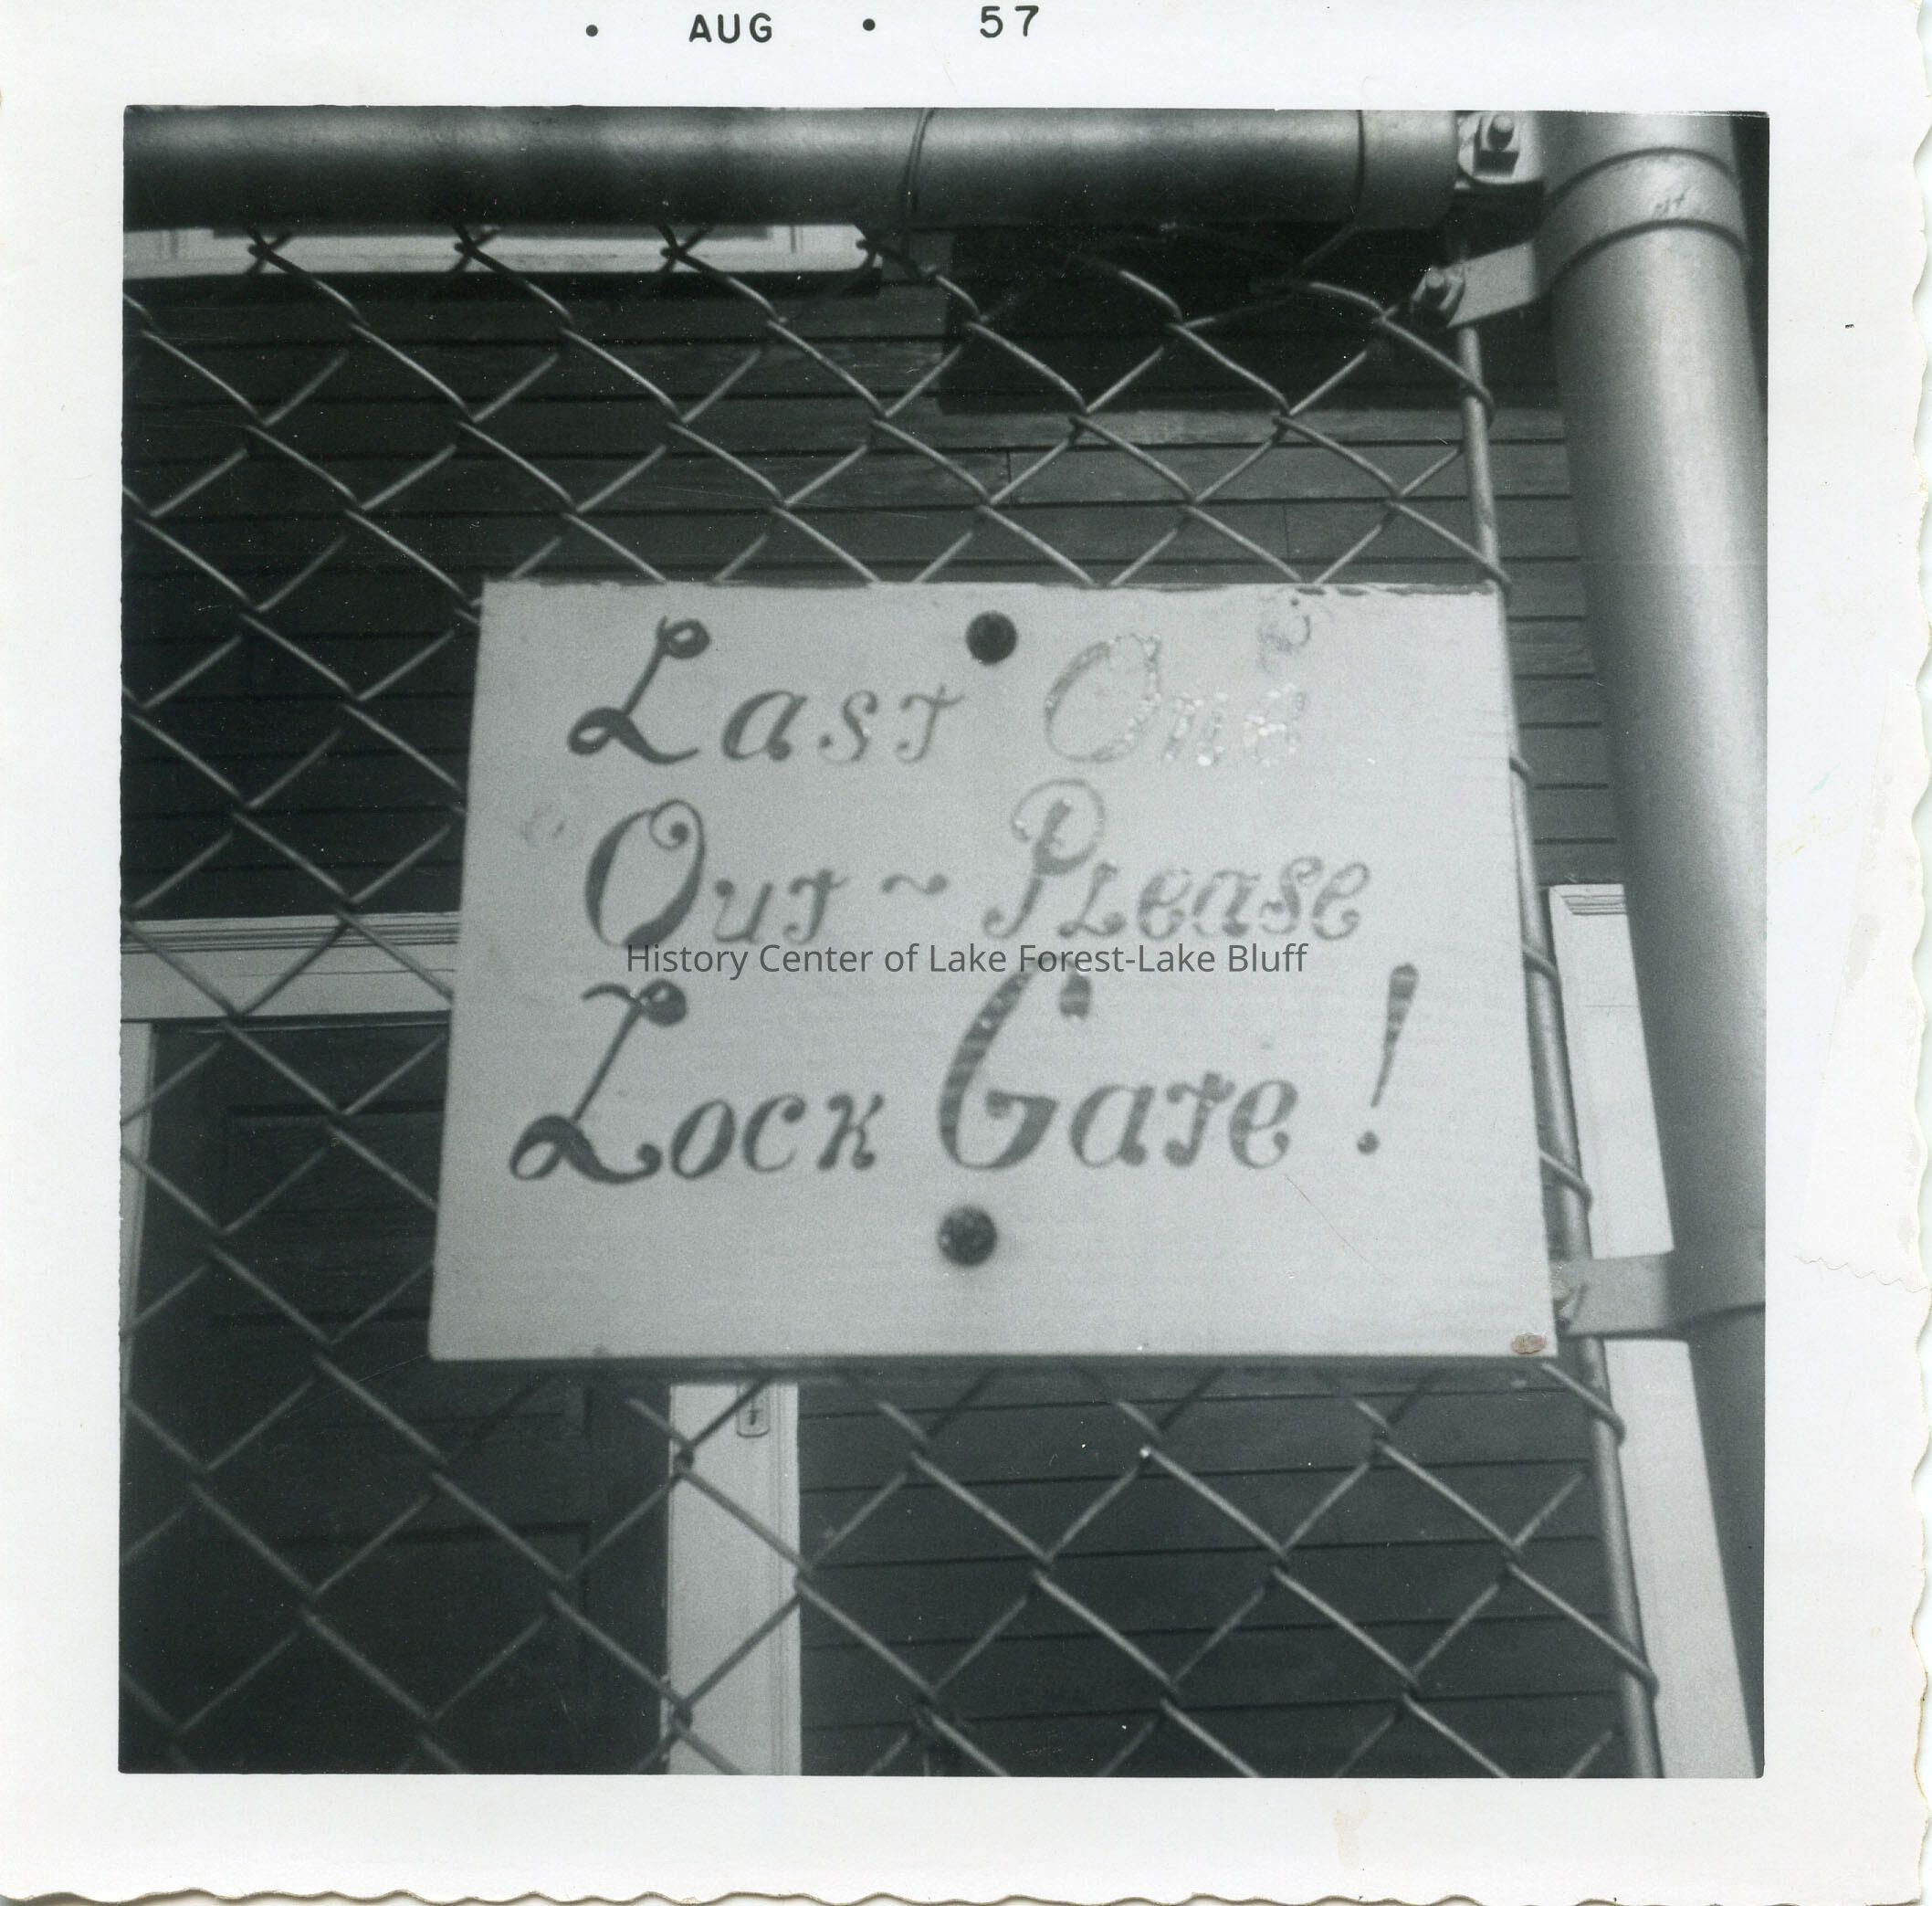 • AUG • 57
Last One
Out ~ Please
History Center of Lake Forest-Lake Bluff
Lock Gate!